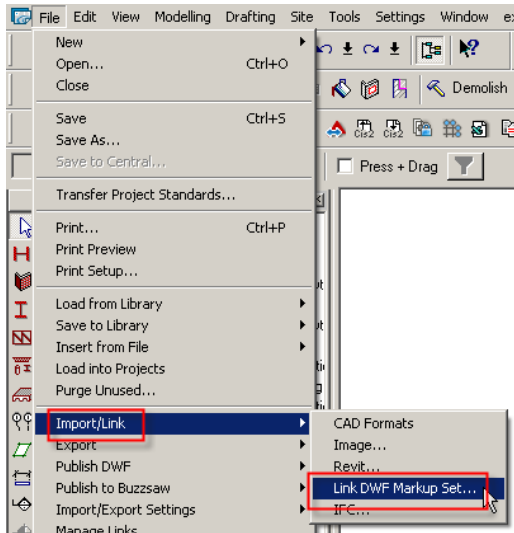 File Edit View Modelling Drafting Site Tools Settings Window
New
Open... Ctrl+O
Close
Demolish
Save Ctrl+S
Save As...
Save to Central...
Press + Drag
Transfer Project Standards...
Print... Ctrl+P
Print Preview
Print Setup...
Load from Library
Save to Library
Insert from File
Load into Projects
Purge Unused...
Import/Link
CAD Formats
Export
Image...
Publish DWF
Revit...
Publish to Buzzsaw
Link DWF Markup Set...
Import/Export Settings
IFC...
Manage Links